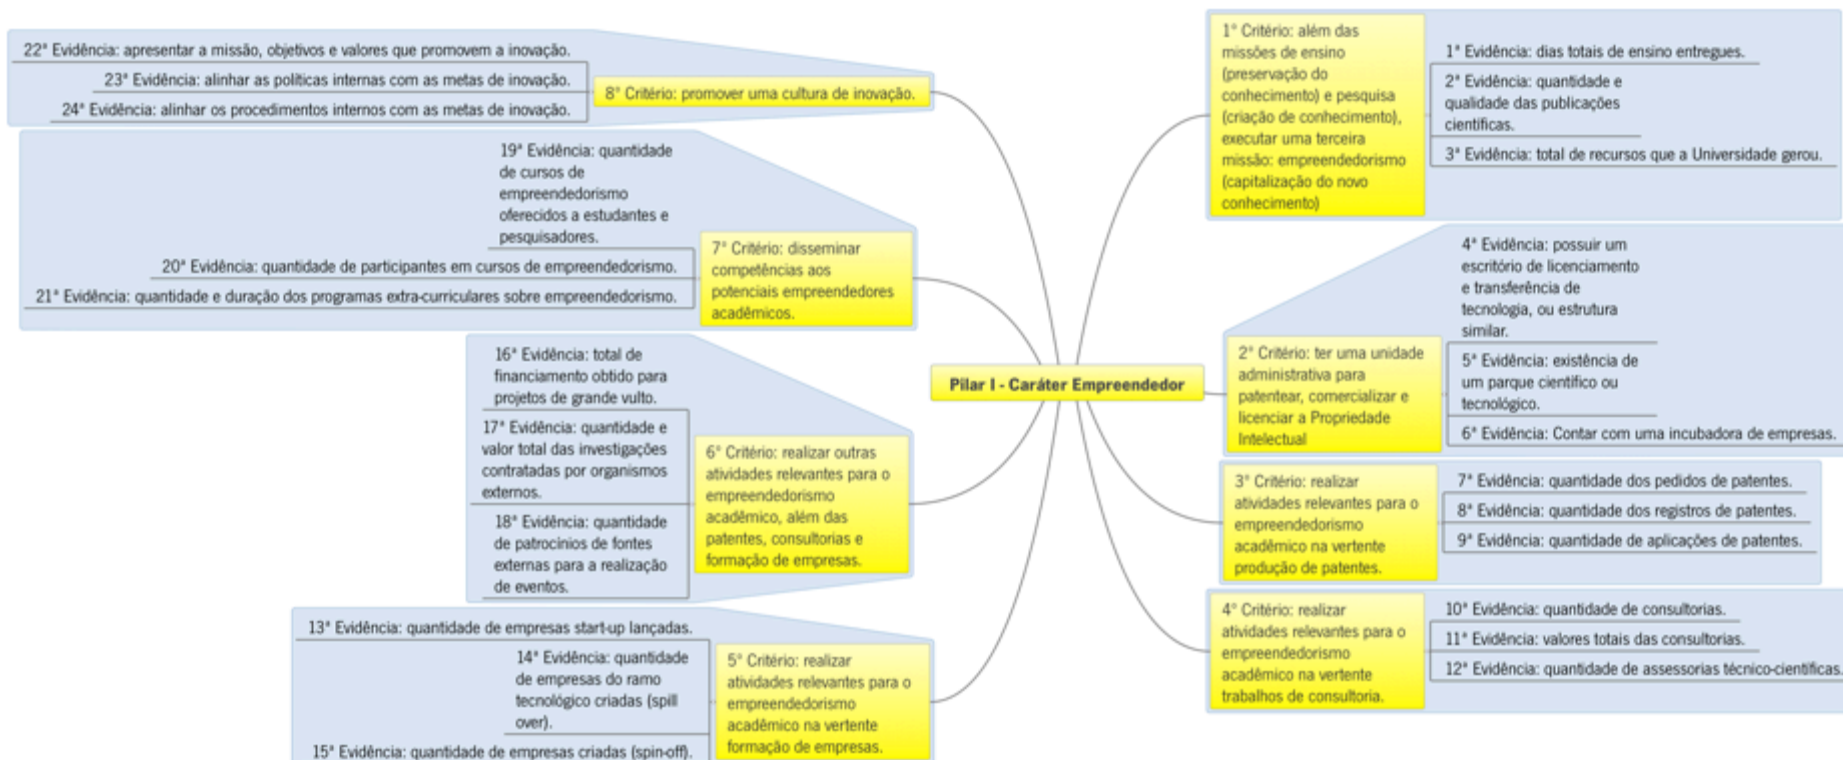 Pilar I - Caráter Empreendedor
1° Critério: além das
missões de ensino
(preservação do
conhecimento) e pesquisa
(criação de conhecimento),
executar uma terceira
missão: empreendedorismo
(capitalização do novo
conhecimento)
1ª Evidência: dias totais de ensino entregues.
2ª Evidência: quantidade e
qualidade das publicações
científicas.
3ª Evidência: total de recursos que a Universidade gerou.
2° Critério: ter uma unidade
administrativa para
patentear, comercializar e
licenciar a Propriedade
Intelectual
4ª Evidência: possuir um
escritório de licenciamento
e transferência de
tecnologia, ou estrutura
similar.
5ª Evidência: existência de
um parque científico ou
tecnológico.
6ª Evidência: Contar com uma incubadora de empresas.
3° Critério: realizar
atividades relevantes para o
empreendedorismo
acadêmico na vertente
produção de patentes.
7ª Evidência: quantidade dos pedidos de patentes.
8ª Evidência: quantidade dos registros de patentes.
9ª Evidência: quantidade de aplicações de patentes.
4° Critério: realizar
atividades relevantes para o
empreendedorismo
acadêmico na vertente
trabalhos de consultoria.
10ª Evidência: quantidade de consultorias.
11ª Evidência: valores totais das consultorias.
12ª Evidência: quantidade de assessorias técnico-científicas.
5° Critério: realizar
atividades relevantes para o
empreendedorismo
acadêmico na vertente
formação de empresas.
13ª Evidência: quantidade de empresas start-up lançadas.
14ª Evidência: quantidade
de empresas do ramo
tecnológico criadas (spill
over).
15ª Evidência: quantidade de empresas criadas (spin-off).
6° Critério: realizar outras
atividades relevantes para o
empreendedorismo
acadêmico, além das
patentes, consultorias e
formação de empresas.
16ª Evidência: total de
financiamento obtido para
projetos de grande vulto.
17ª Evidência: quantidade e
valor total das investigações
contratadas por organismos
externos.
18ª Evidência: quantidade
de patrocínios de fontes
externas para a realização
de eventos.
7° Critério: disseminar
competências aos
potenciais empreendedores
acadêmicos.
19ª Evidência: quantidade
de cursos de
empreendedorismo
oferecidos a estudantes e
pesquisadores.
20ª Evidência: quantidade de participantes em cursos de empreendedorismo.
21ª Evidência: quantidade e duração dos programas extra-curriculares sobre empreendedorismo.
8° Critério: promover uma cultura de inovação.
22ª Evidência: apresentar a missão, objetivos e valores que promovem a inovação.
23ª Evidência: alinhar as políticas internas com as metas de inovação.
24ª Evidência: alinhar os procedimentos internos com as metas de inovação.